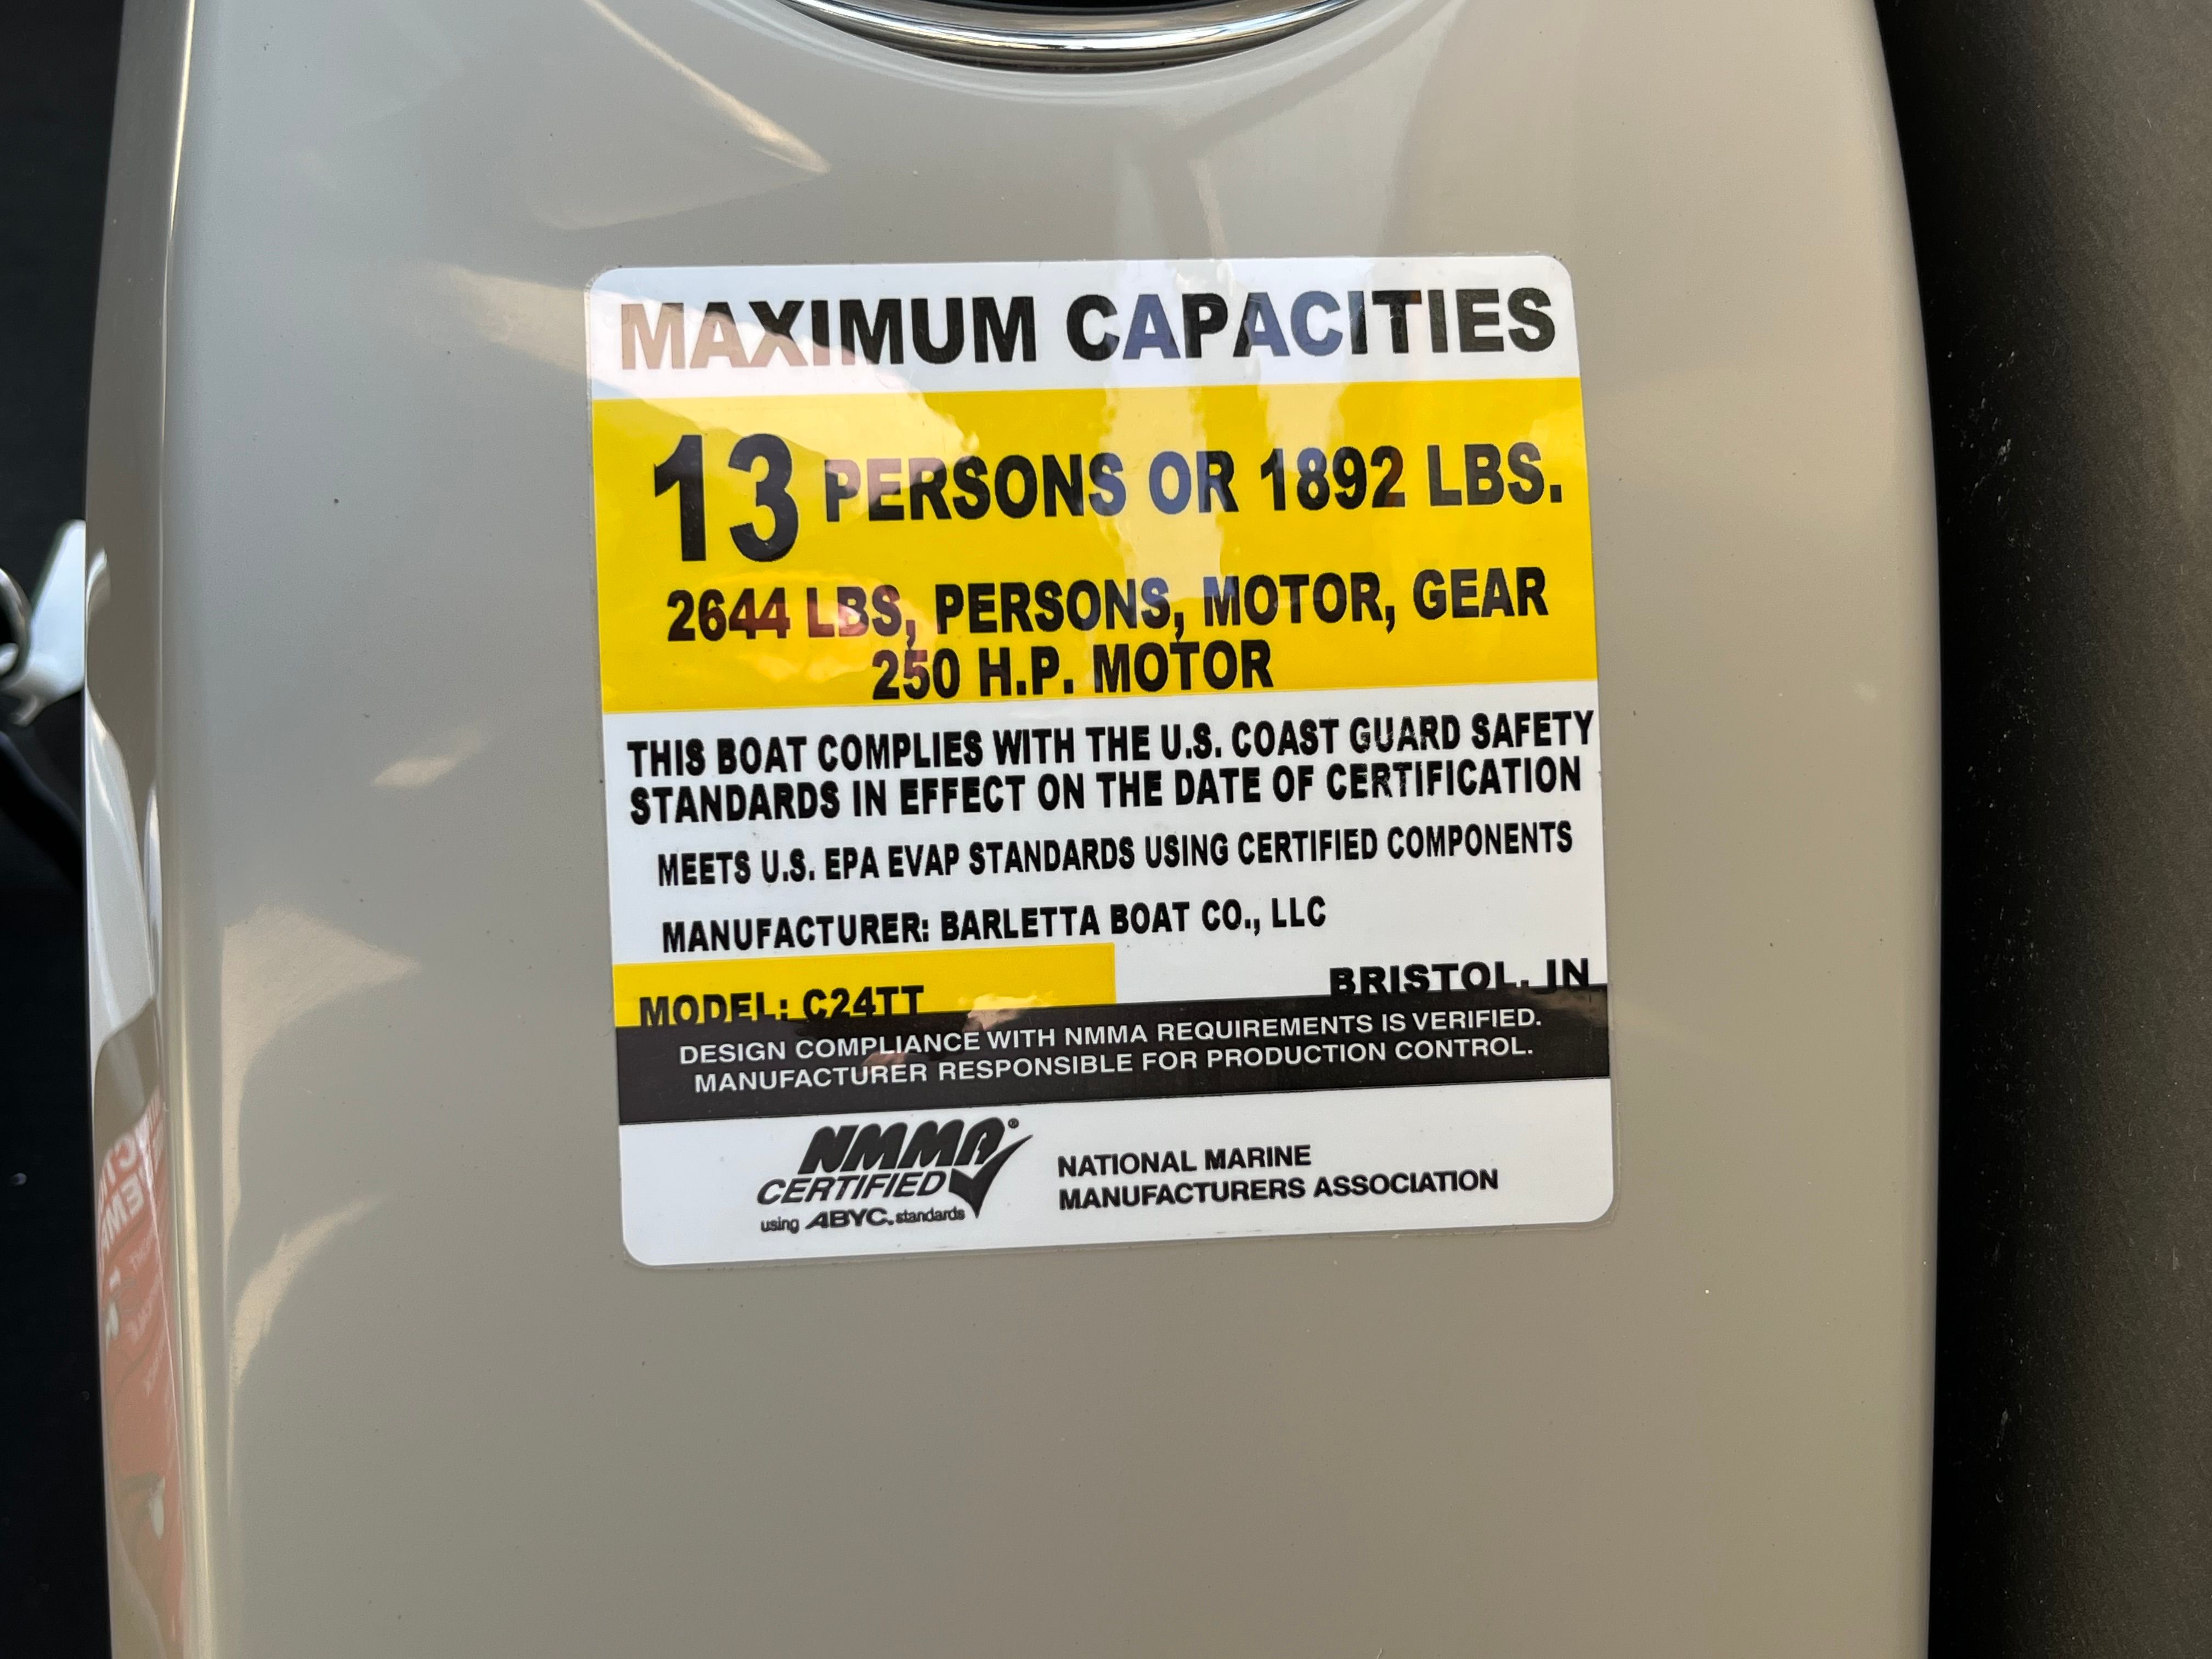 MAXIMUM CAPACITIES
13 PERSONS OR 1892 LBS.
2644 LBS, PERSONS, MOTOR, GEAR
250 H.P. MOTOR
THIS BOAT COMPLIES WITH THE U.S. COAST GUARD SAFETY
STANDARDS IN EFFECT ON THE DATE OF CERTIFICATION
MEETS U.S. EPA EVAP STANDARDS USING CERTIFIED COMPONENTS
MANUFACTURER: BARLETTA BOAT CO., LLC
MODEL: C24TT BRISTOL, IN
DESIGN COMPLIANCE WITH NMMA REQUIREMENTS IS VERIFIED.
MANUFACTURER RESPONSIBLE FOR PRODUCTION CONTROL.
NMMA®
CERTIFIED
using ABYC. standards
NATIONAL MARINE
MANUFACTURERS ASSOCIATION